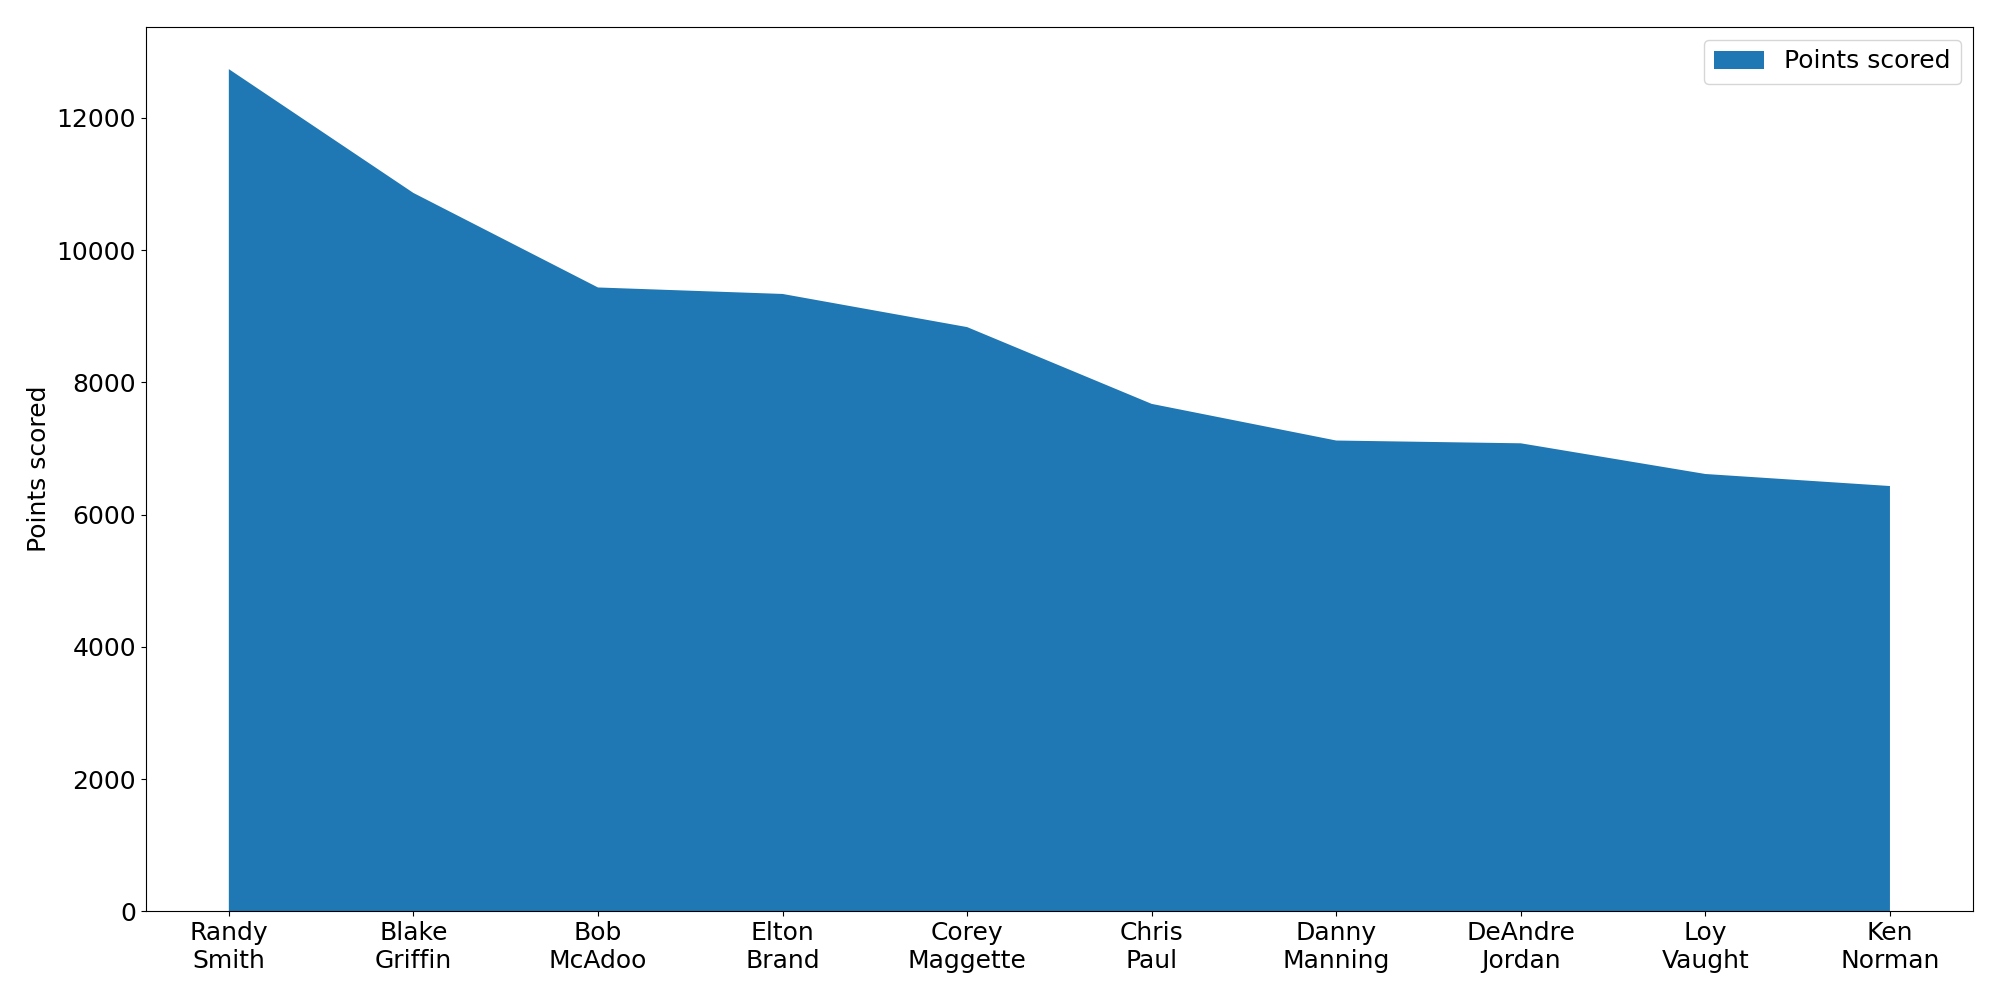 Points scored
12000
10000
8000
6000
4000
2000
0
Points scored
Randy
Smith
Blake
Griffin
Bob
McAdoo
Elton
Brand
Corey
Maggette
Chris
Paul
Danny
Manning
DeAndre
Jordan
Loy
Vaught
Ken
Norman